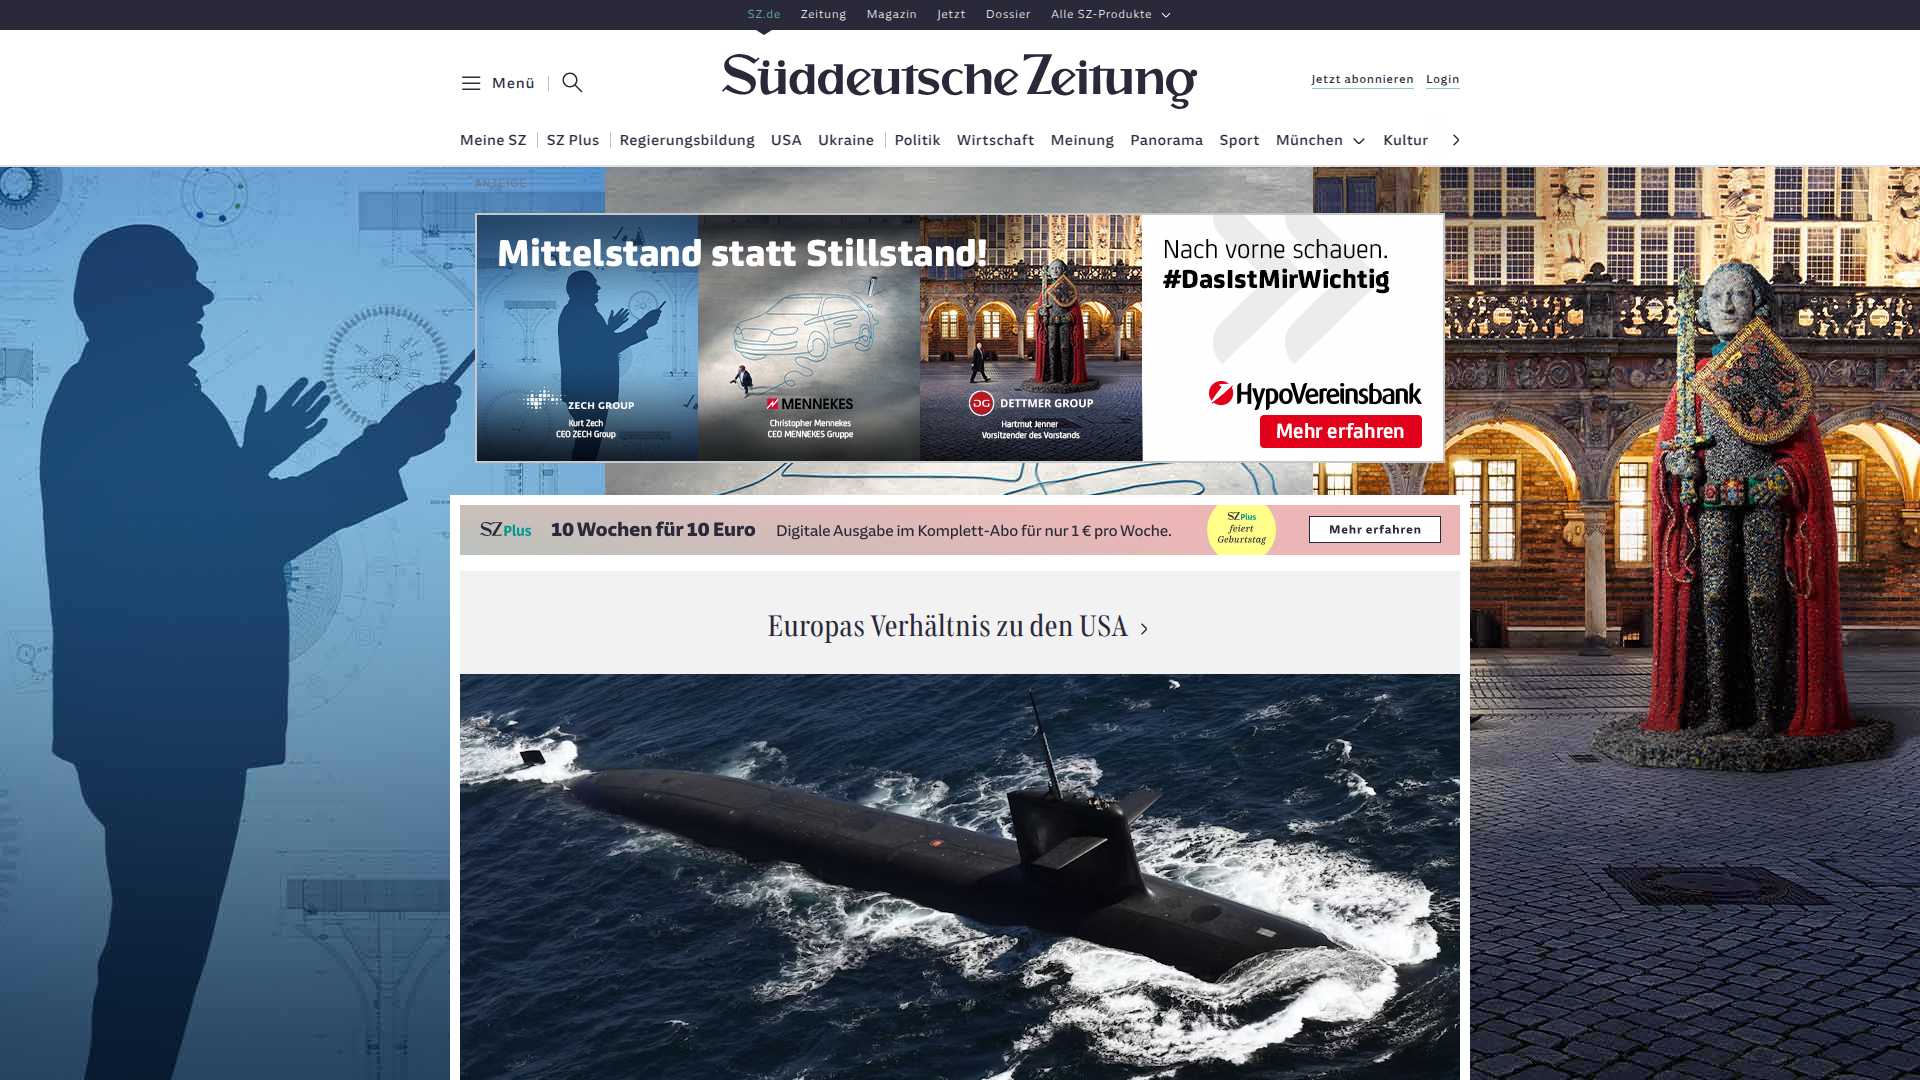 SZ.de Zeitung Magazin Jetzt Dossier Alle SZ-Produkte
Menü
Süddeutsche Zeitung
Jetzt abonnieren Login
Meine SZ SZ Plus Regierungsbildung USA Ukraine Politik Wirtschaft Meinung Panorama Sport München Kultur
ANZEIGE
Mittelstand statt Stillstand!
Nach vorne schauen.
#DasIstMirWichtig
ZECH GROUP
Kurt Zech
CEO ZECH Group
MENNEKES
Christopher Mennekes
CEO MENNEKES Gruppe
DG DETTMER GROUP
Hartmut Jenner
Vorsitzender des Vorstands
HypoVereinsbank
Mehr erfahren
SZ Plus 10 Wochen für 10 Euro Digitale Ausgabe im Komplett-Abo für nur 1 € pro Woche.
SZ Plus
feiert
Geburtstag
Mehr erfahren
Europas Verhältnis zu den USA